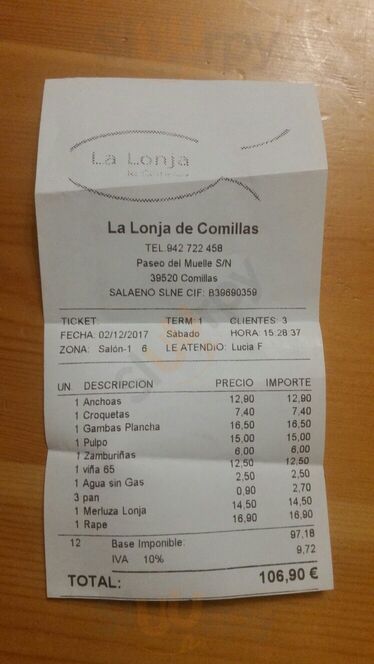 La Lonja
La Lonja de Comillas
TEL.942 722 458
Paseo del Muelle S/N
39520 Comillas
SALAENO SLNE CIF: B39690359
TICKET TERM: 1 CLIENTES: 3
FECHA: 02/12/2017 Sábado HORA: 15:28:37
ZONA: Salón-1 6 LE ATENDIO: Lucia F
UN DESCRIPCION PRECIO IMPORTE
1 Anchoas 12,90 12,90
1 Croquetas 7,40 7,40
1 Gambas Plancha 16,50 16,50
1 Pulpo 15,00 15,00
1 Zamburiñas 6,00 6,00
1 viña 65 12,50 12,50
1 Agua sin Gas 2,50 2,50
3 pan 0,90 2,70
1 Merluza Lonja 14,50 14,50
1 Rape 16,90 16,90
12 Base Imponible: 97,18
IVA 10% 9,72
TOTAL: 106,90 €